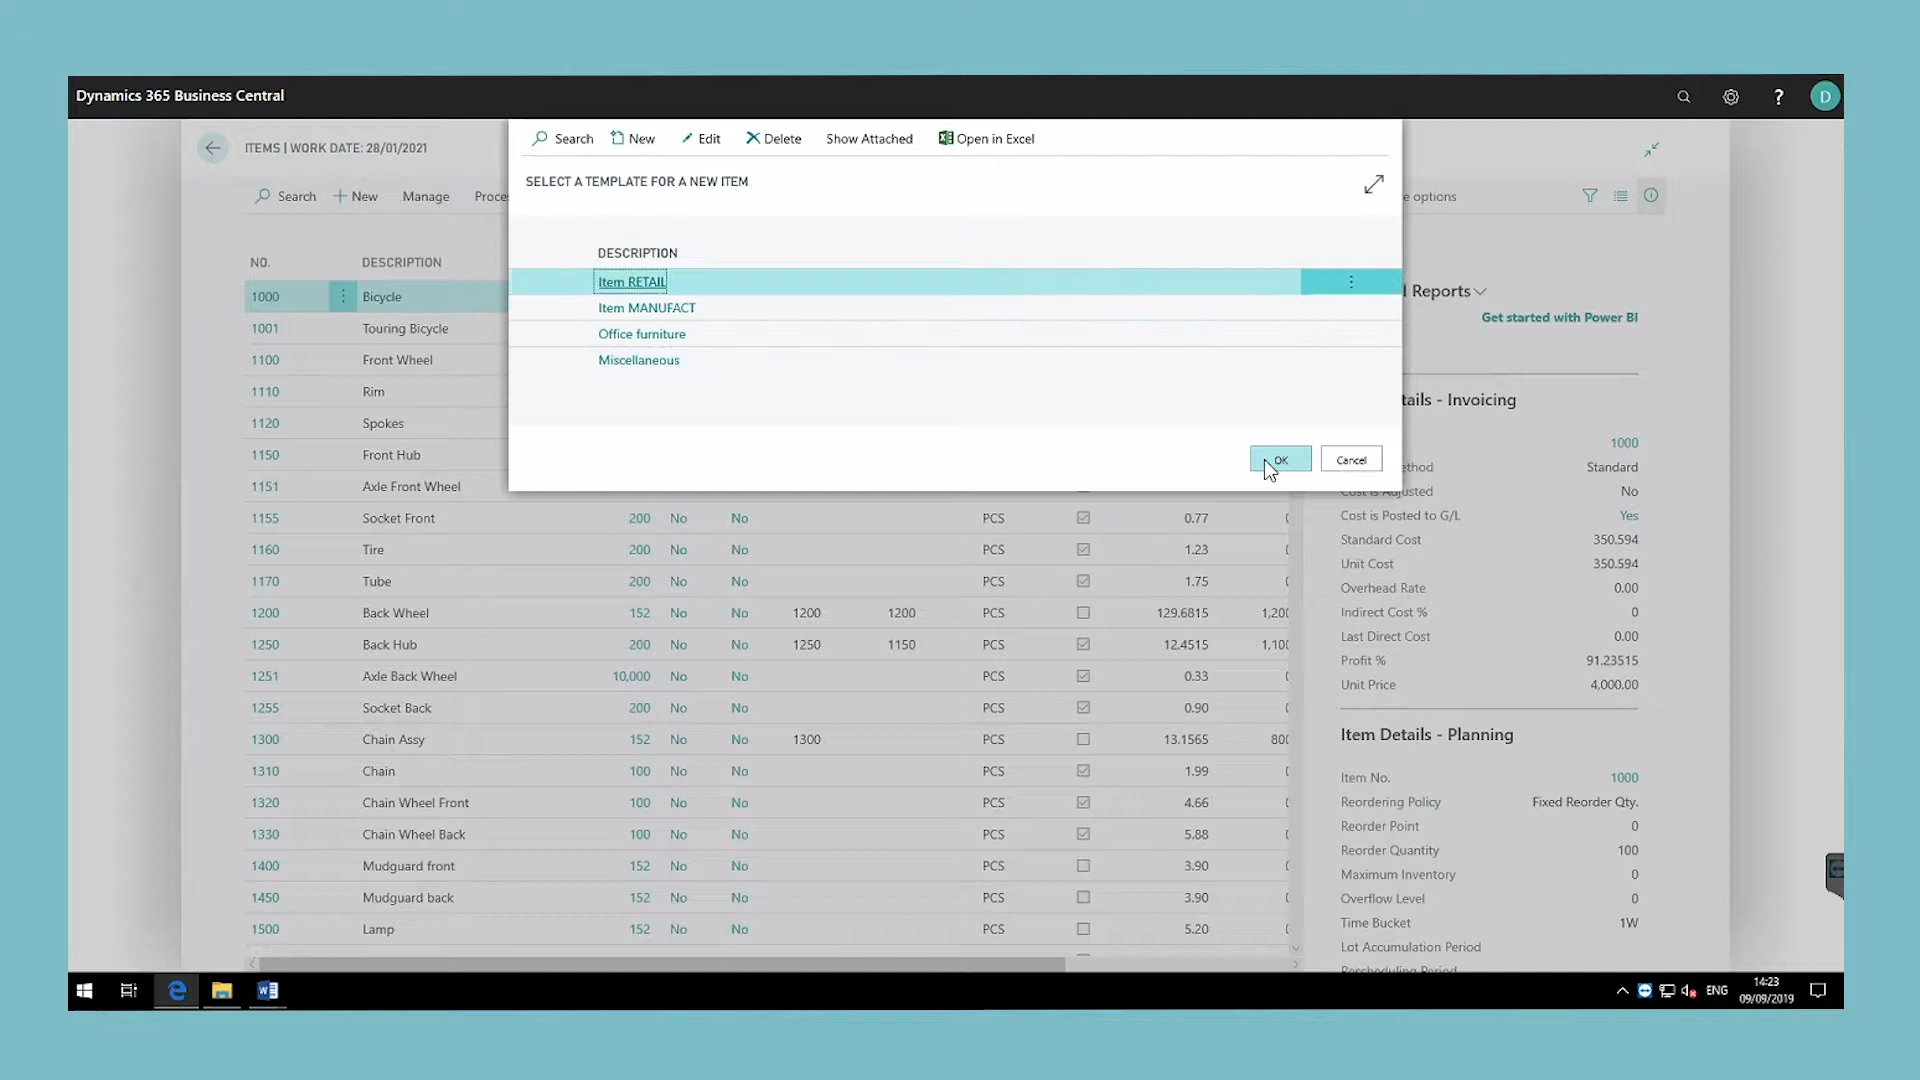 Dynamics 365 Business Central
?
D
ITEMS | WORK DATE: 28/01/2021
Search New Manage
e options
Search New Edit Delete Show Attached Open in Excel
SELECT A TEMPLATE FOR A NEW ITEM
DESCRIPTION
Item RETAIL
Item MANUFACT
Office furniture
Miscellaneous
OK Cancel
NO. DESCRIPTION
1000 Bicycle
1001 Touring Bicycle
1100 Front Wheel
1110 Rim
1120 Spokes
1150 Front Hub
1151 Axle Front Wheel
1155 Socket Front 200 No No PCS 0.77
1160 Tire 200 No No PCS 1.23
1170 Tube 200 No No PCS 1.75
1200 Back Wheel 152 No No 1200 1200 PCS 129.6815 1,200
1250 Back Hub 200 No No 1250 1150 PCS 12.4515 1,100
1251 Axle Back Wheel 10,000 No No PCS 0.33
1255 Socket Back 200 No No PCS 0.90
1300 Chain Assy 152 No No 1300 PCS 13.1565 800
1310 Chain 100 No No PCS 1.99
1320 Chain Wheel Front 100 No No PCS 4.66
1330 Chain Wheel Back 100 No No PCS 5.88
1400 Mudguard front 152 No No PCS 3.90
1450 Mudguard back 152 No No PCS 3.90
1500 Lamp 152 No No PCS 5.20
Reports
Get started with Power BI
tails - Invoicing
1000
ethod Standard
Cost is Adjusted No
Cost is Posted to G/L Yes
Standard Cost 350.594
Unit Cost 350.594
Overhead Rate 0.00
Indirect Cost % 0
Last Direct Cost 0.00
Profit % 91.23515
Unit Price 4,000.00
Item Details - Planning
Item No. 1000
Reordering Policy Fixed Reorder Qty.
Reorder Point 0
Reorder Quantity 100
Maximum Inventory 0
Overflow Level 0
Time Bucket 1W
Lot Accumulation Period
Rescheduling Period
ENG
14:23
09/09/2019